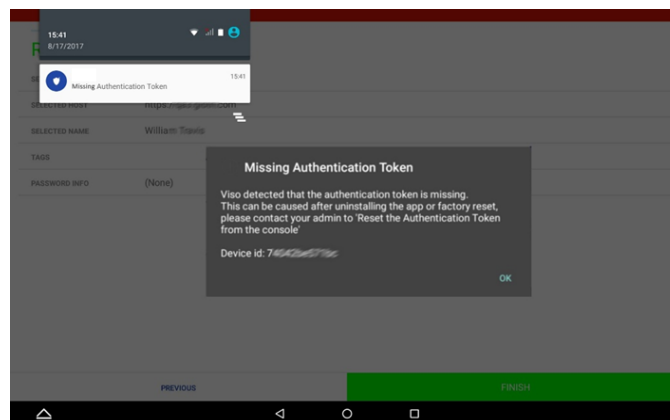 15:41
8/17/2017
15:41
Missing Authentication Token
SELECTED HOST
SELECTED NAME William Travis
TAGS
PASSWORD INFO (None)
Missing Authentication Token
Viso detected that the authentication token is missing.
This can be caused after uninstalling the app or factory reset,
please contact your admin to 'Reset the Authentication Token
from the console'
Device id:
OK
PREVIOUS FINISH